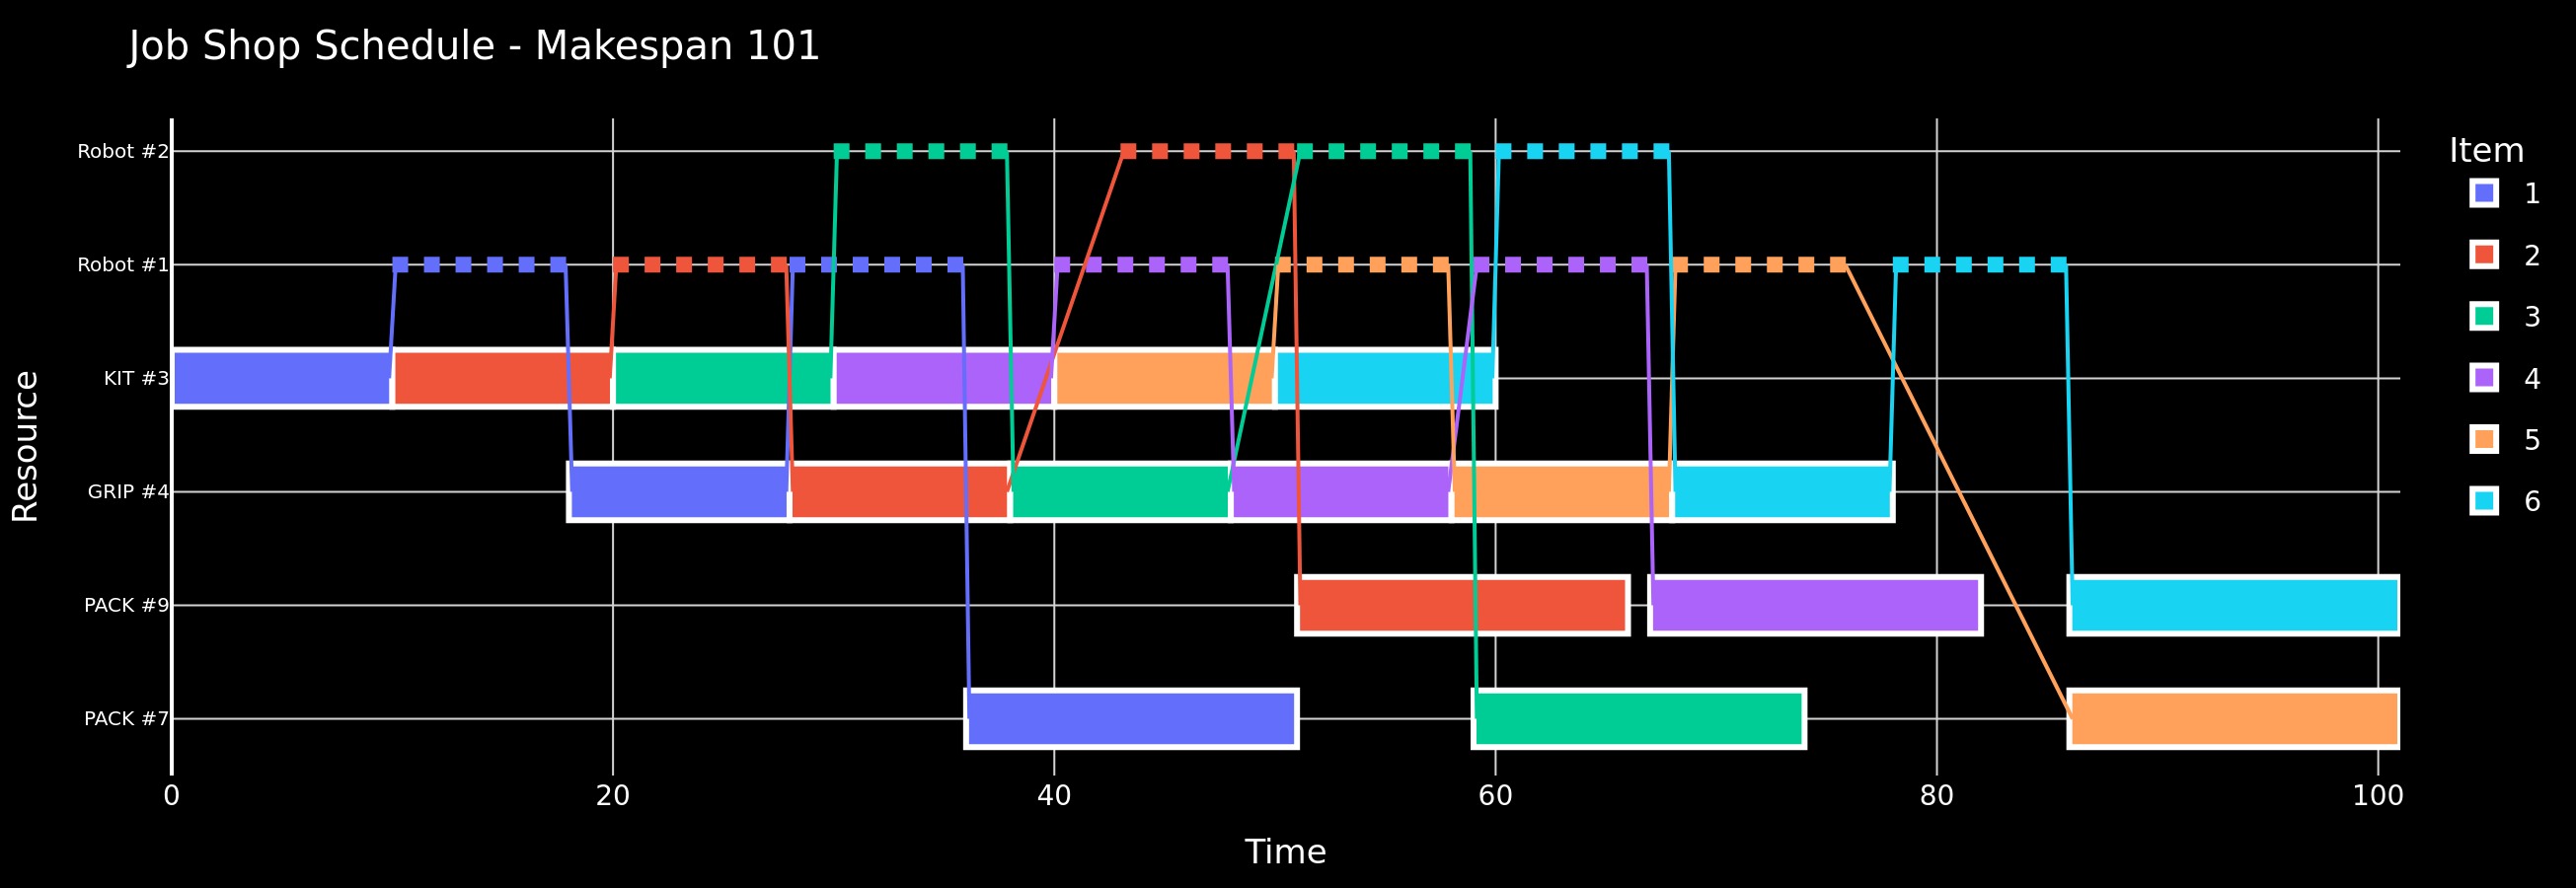 Job Shop Schedule - Makespan 101
Robot #2
Robot #1
KIT #3
GRIP #4
PACK #9
PACK #7
Resource
0 20 40 60 80 100
Time
Item
1
2
3
4
5
6